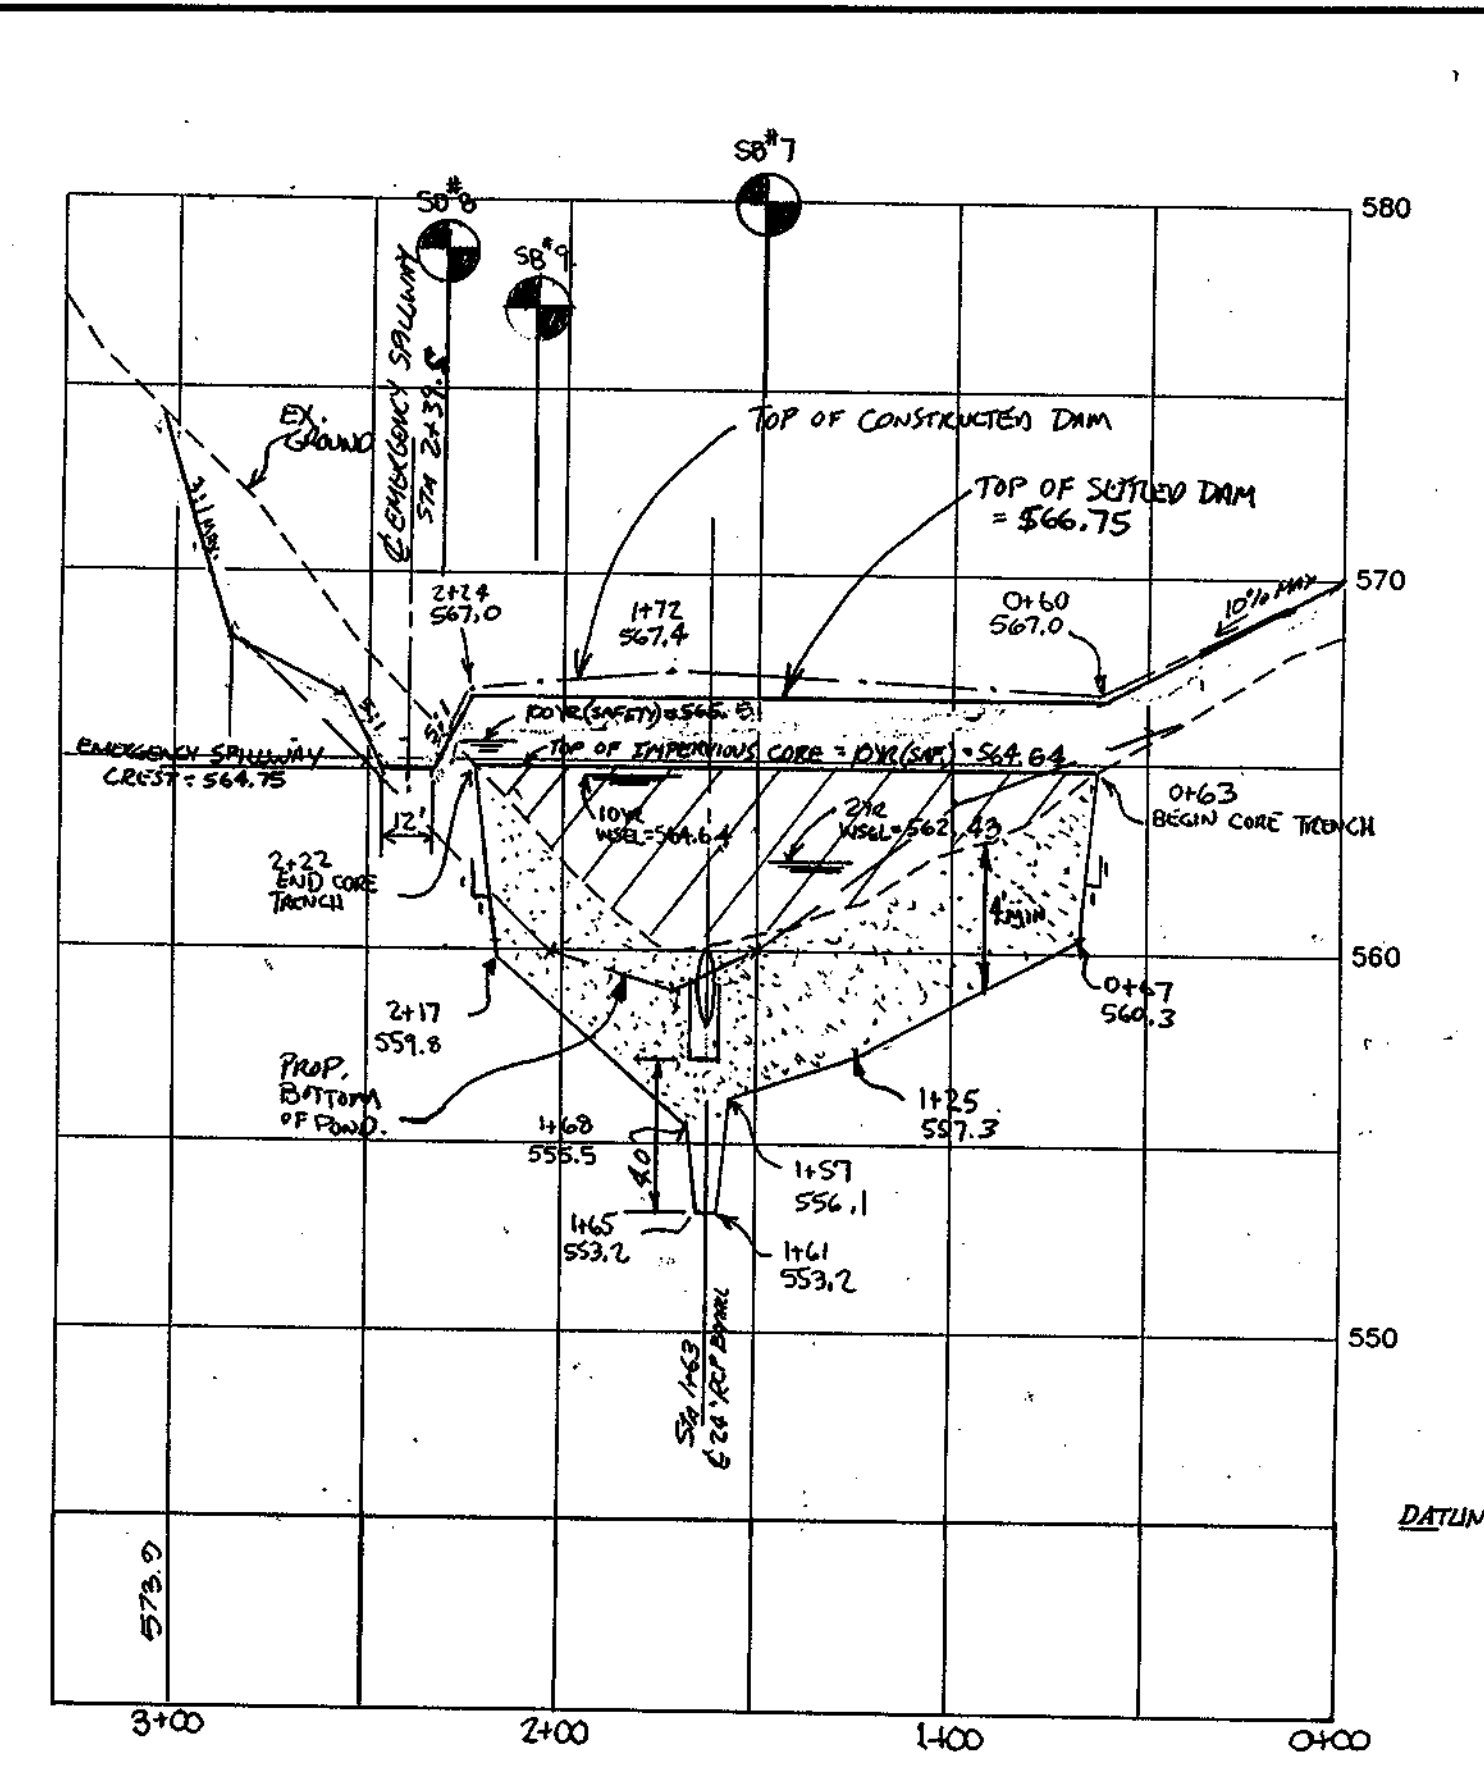 SB#7
580
SB#8
SB#9
℄ EMERGENCY SPILLWAY
STA 2+39.5
EX.
GROUND
TOP OF CONSTRUCTED DAM
TOP OF SETTLED DAM
= 566.75
3:1 MAX.
570
10% MAX
2+24
567.0
1+72
567.4
0+60
567.0
5:1
5:1
100 YR (SAFETY) = 565.51
EMERGENCY SPILLWAY
CREST = 564.75
TOP OF IMPERVIOUS CORE = 10YR (SAF.) = 564.64
12'
10YR
WSEL=564.64
2YR
WSEL=562.43
0+63
BEGIN CORE TRENCH
2+22
END CORE
TRENCH
4' MIN
560
2+17
559.8
0+67
560.3
PROP.
BOTTOM
OF POND.
1+68
555.5
4.0
1+25
557.3
1+57
556.1
1+65
553.2
1+61
553.2
550
STA 1+63
℄ 24" RCP BARREL
DATUM
573.9
3+00
2+00
1+00
0+00